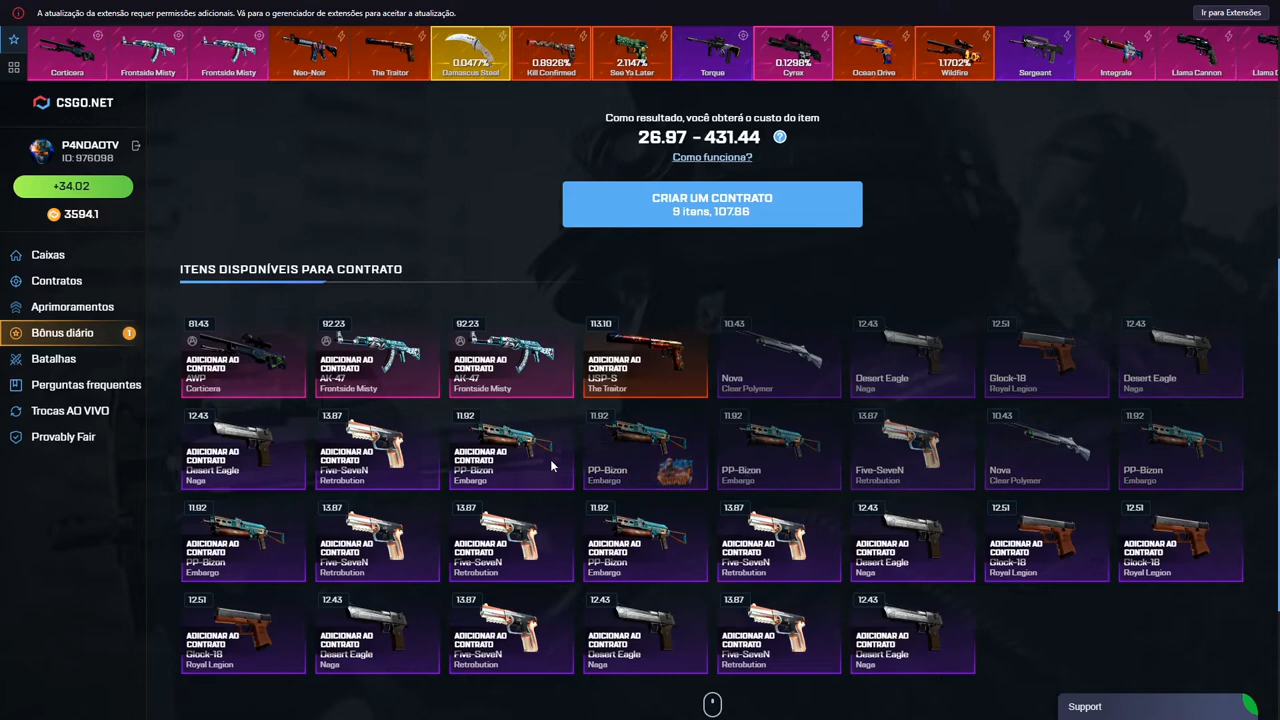 A atualização da extensão requer permissões adicionais. Vá para o gerenciador de extensões para aceitar a atualização.
Ir para Extensões
Corticera
Frontside Misty
Frontside Misty
Neo-Noir
The Traitor
0.0477%
Damascus Steel
0.8926%
Kill Confirmed
2.1147%
See Ya Later
Torque
0.1298%
Cyrex
Ocean Drive
1.1702%
Wildfire
Sergeant
Integrale
Llama Cannon
CSGO.NET
P4NDAOTV
ID: 976098
+34.02
3594.1
Caixas
Contratos
Aprimoramentos
Bônus diário
1
Batalhas
Perguntas frequentes
Trocas AO VIVO
Provably Fair
Como resultado, você obterá o custo do item
26.97 - 431.44 ?
Como funciona?
CRIAR UM CONTRATO
9 itens, 107.86
ITENS DISPONÍVEIS PARA CONTRATO
81.43
ADICIONAR AO
CONTRATO
AWP
Corticera
92.23
ADICIONAR AO
CONTRATO
AK-47
Frontside Misty
92.23
ADICIONAR AO
CONTRATO
AK-47
Frontside Misty
113.10
ADICIONAR AO
CONTRATO
USP-S
The Traitor
10.43
Nova
Clear Polymer
12.43
Desert Eagle
Naga
12.51
Glock-18
Royal Legion
12.43
Desert Eagle
Naga
12.43
ADICIONAR AO
CONTRATO
Desert Eagle
Naga
13.87
ADICIONAR AO
CONTRATO
Five-SeveN
Retrobution
11.92
ADICIONAR AO
CONTRATO
PP-Bizon
Embargo
11.92
PP-Bizon
Embargo
11.92
PP-Bizon
Embargo
13.87
Five-SeveN
Retrobution
10.43
Nova
Clear Polymer
11.92
PP-Bizon
Embargo
11.92
ADICIONAR AO
CONTRATO
PP-Bizon
Embargo
13.87
ADICIONAR AO
CONTRATO
Five-SeveN
Retrobution
13.87
ADICIONAR AO
CONTRATO
Five-SeveN
Retrobution
11.92
ADICIONAR AO
CONTRATO
PP-Bizon
Embargo
13.87
ADICIONAR AO
CONTRATO
Five-SeveN
Retrobution
12.43
ADICIONAR AO
CONTRATO
Desert Eagle
Naga
12.51
ADICIONAR AO
CONTRATO
Glock-18
Royal Legion
12.51
ADICIONAR AO
CONTRATO
Glock-18
Royal Legion
12.51
ADICIONAR AO
CONTRATO
Glock-18
Royal Legion
12.43
ADICIONAR AO
CONTRATO
Desert Eagle
Naga
13.87
ADICIONAR AO
CONTRATO
Five-SeveN
Retrobution
12.43
ADICIONAR AO
CONTRATO
Desert Eagle
Naga
13.87
ADICIONAR AO
CONTRATO
Five-SeveN
Retrobution
12.43
ADICIONAR AO
CONTRATO
Desert Eagle
Naga
Support